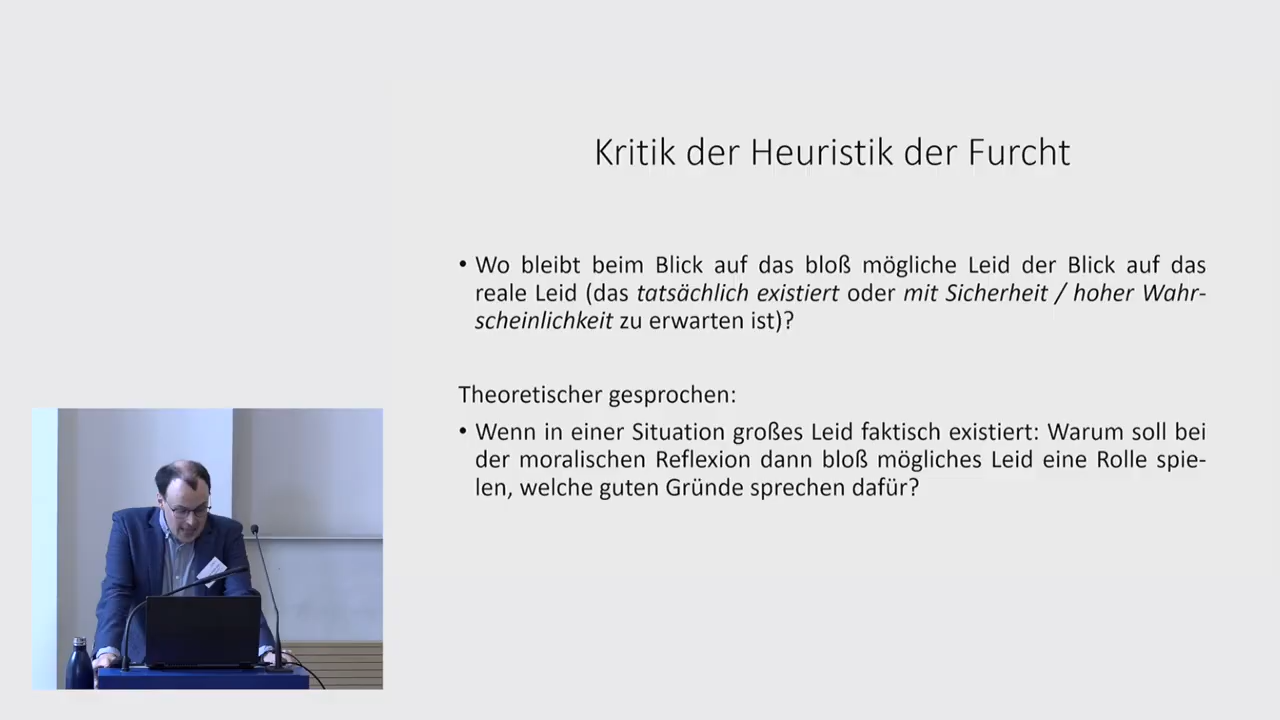 Kritik der Heuristik der Furcht
• Wo bleibt beim Blick auf das bloß mögliche Leid der Blick auf das
reale Leid (das tatsächlich existiert oder mit Sicherheit / hoher Wahr-
scheinlichkeit zu erwarten ist)?
Theoretischer gesprochen:
• Wenn in einer Situation großes Leid faktisch existiert: Warum soll bei
der moralischen Reflexion dann bloß mögliches Leid eine Rolle spie-
len, welche guten Gründe sprechen dafür?